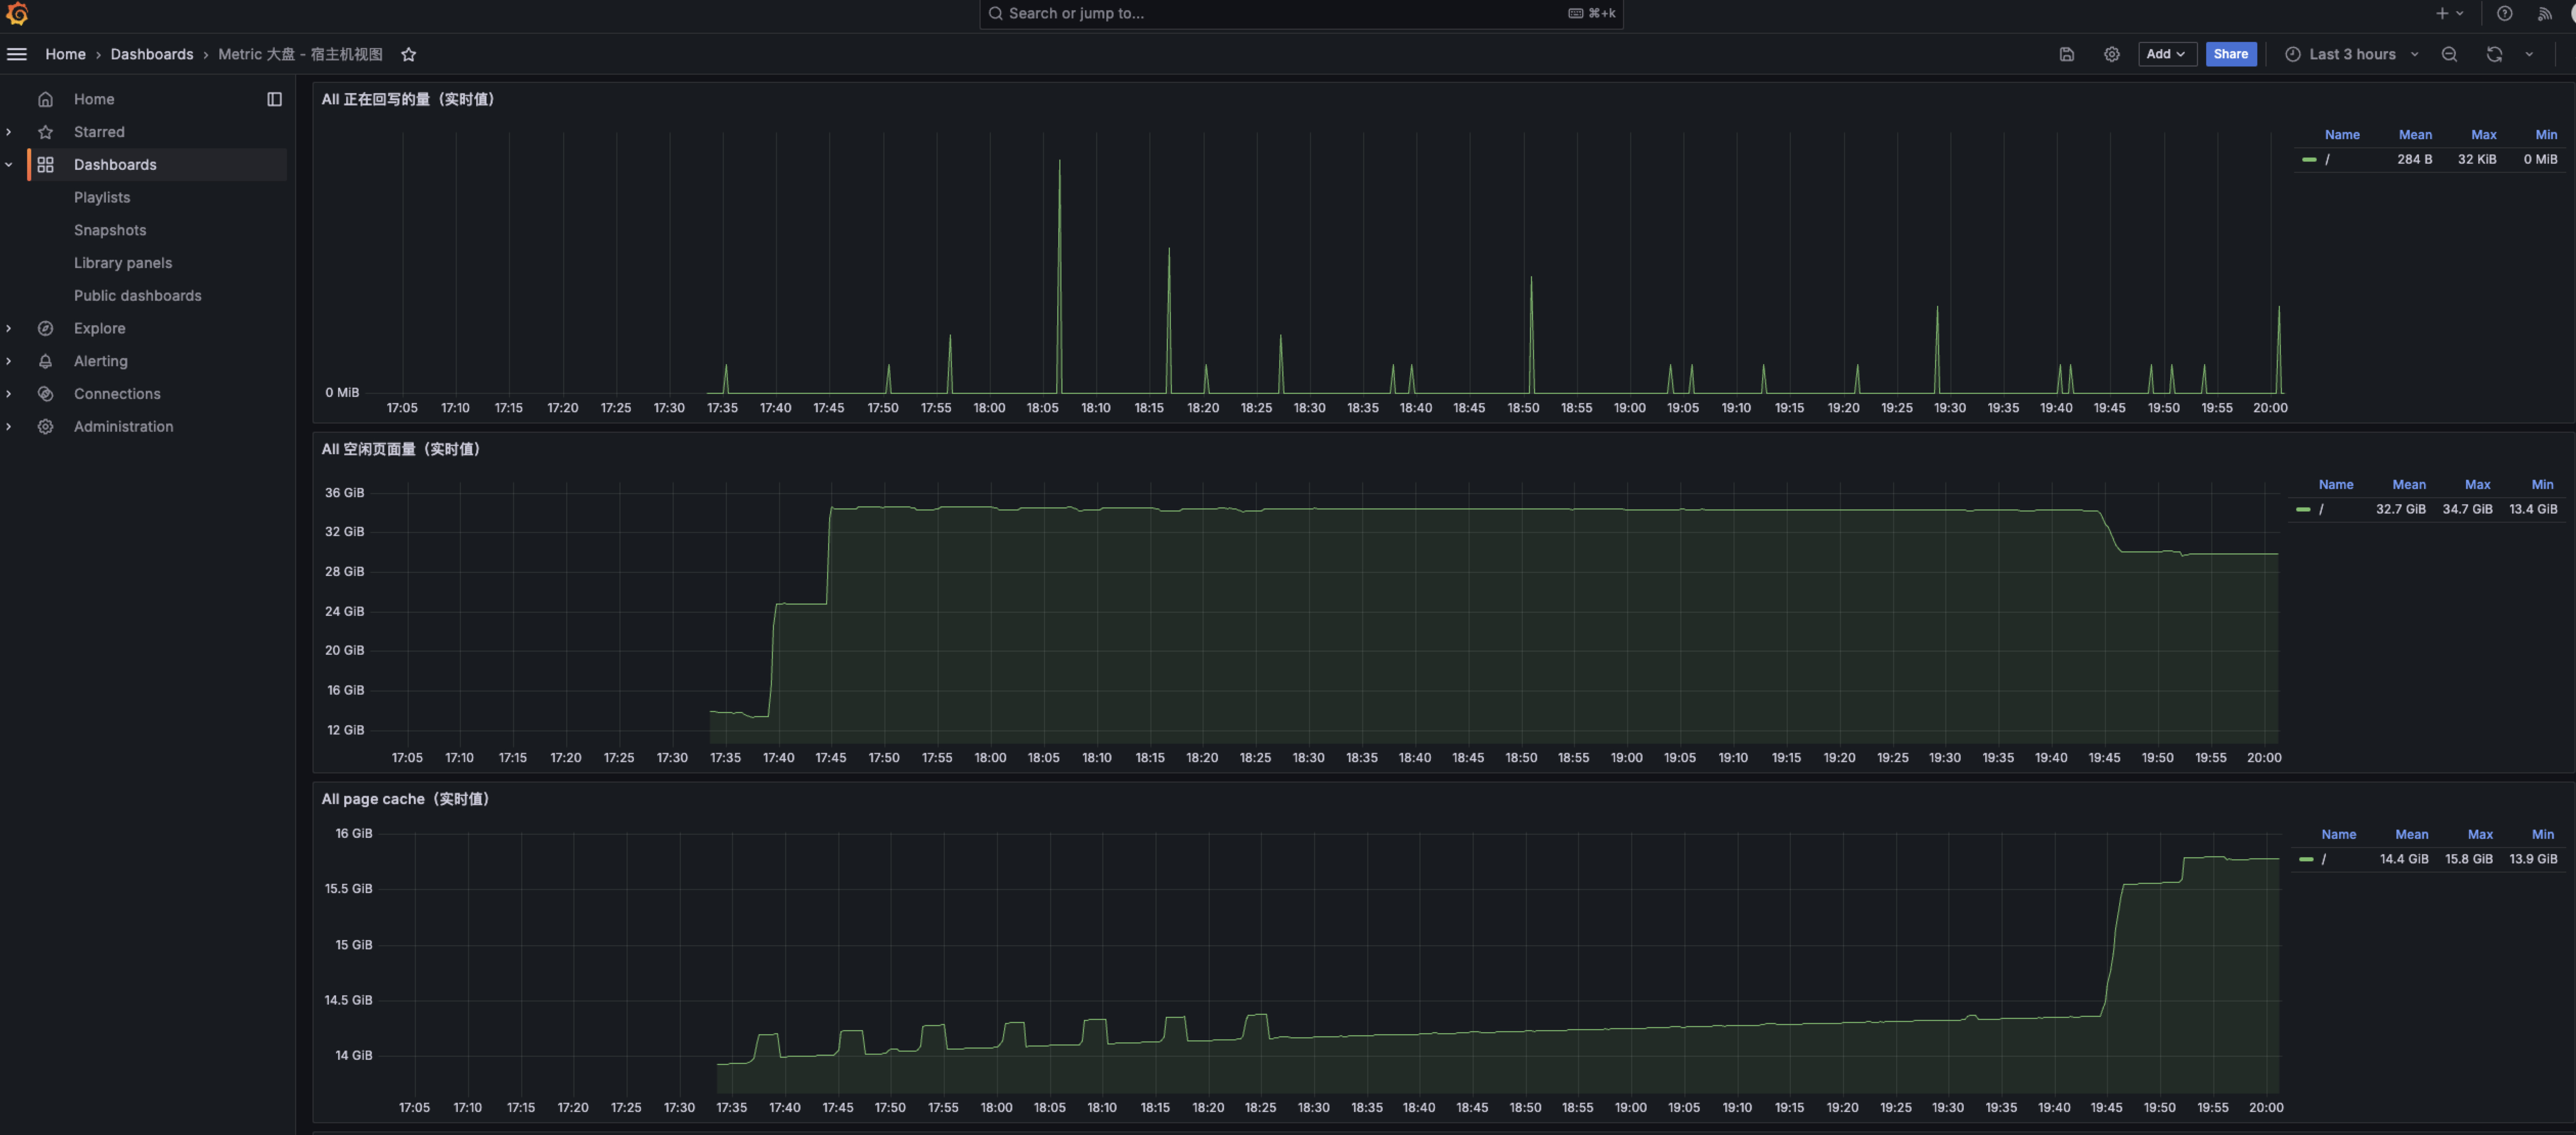 Search or jump to...
⌘+k
Home › Dashboards › Metric 大盘 - 宿主机视图
Add
Share
Last 3 hours
Home
Starred
Dashboards
Playlists
Snapshots
Library panels
Public dashboards
Explore
Alerting
Connections
Administration
All 正在回写的量（实时值）
0 MiB
17:05 17:10 17:15 17:20 17:25 17:30 17:35 17:40 17:45 17:50 17:55 18:00 18:05 18:10 18:15 18:20 18:25 18:30 18:35 18:40 18:45 18:50 18:55 19:00 19:05 19:10 19:15 19:20 19:25 19:30 19:35 19:40 19:45 19:50 19:55 20:00
Name Mean Max Min
/ 284 B 32 KiB 0 MiB
All 空闲页面量（实时值）
36 GiB
32 GiB
28 GiB
24 GiB
20 GiB
16 GiB
12 GiB
17:05 17:10 17:15 17:20 17:25 17:30 17:35 17:40 17:45 17:50 17:55 18:00 18:05 18:10 18:15 18:20 18:25 18:30 18:35 18:40 18:45 18:50 18:55 19:00 19:05 19:10 19:15 19:20 19:25 19:30 19:35 19:40 19:45 19:50 19:55 20:00
Name Mean Max Min
/ 32.7 GiB 34.7 GiB 13.4 GiB
All page cache（实时值）
16 GiB
15.5 GiB
15 GiB
14.5 GiB
14 GiB
17:05 17:10 17:15 17:20 17:25 17:30 17:35 17:40 17:45 17:50 17:55 18:00 18:05 18:10 18:15 18:20 18:25 18:30 18:35 18:40 18:45 18:50 18:55 19:00 19:05 19:10 19:15 19:20 19:25 19:30 19:35 19:40 19:45 19:50 19:55 20:00
Name Mean Max Min
/ 14.4 GiB 15.8 GiB 13.9 GiB